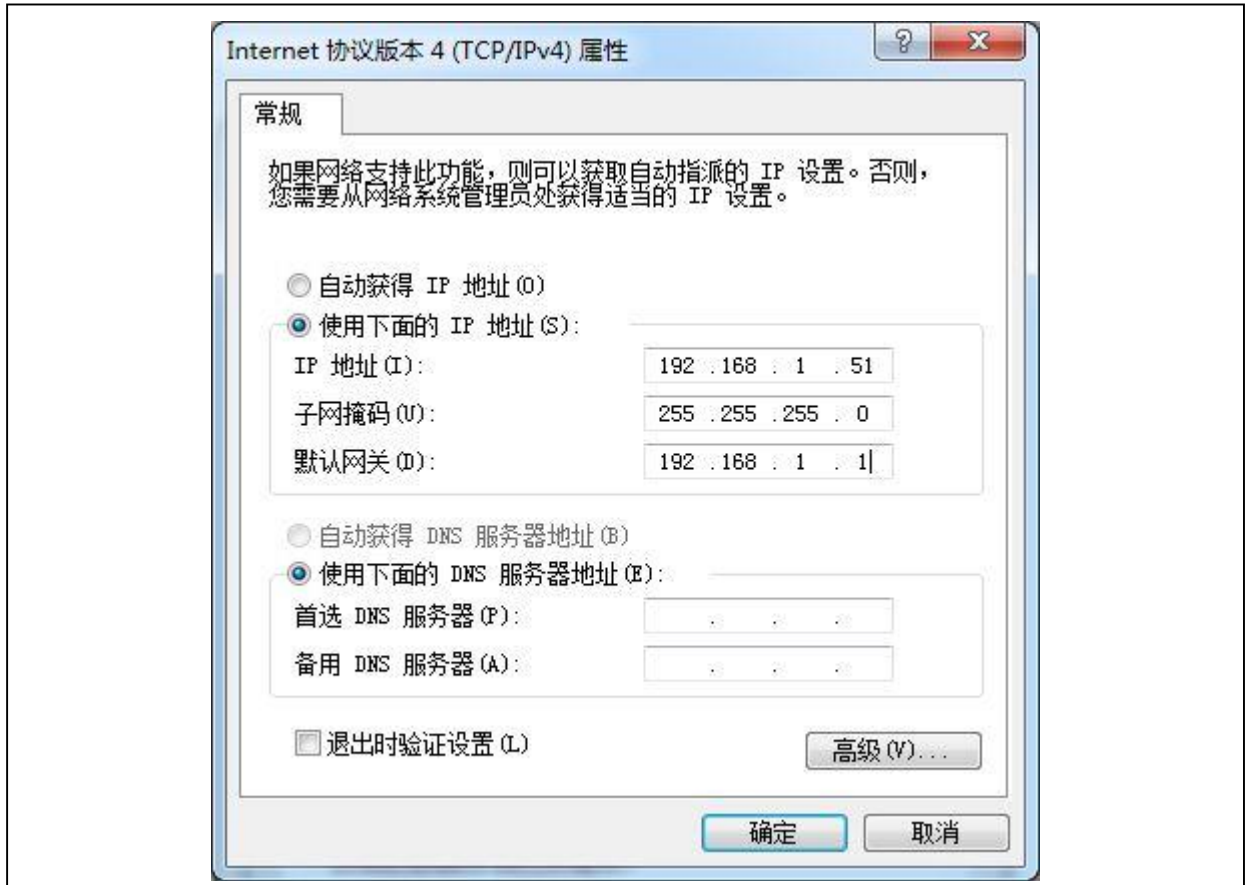 Internet 协议版本 4 (TCP/IPv4) 属性
常规
如果网络支持此功能，则可以获取自动指派的 IP 设置。否则，
您需要从网络系统管理员处获得适当的 IP 设置。
自动获得 IP 地址(O)
使用下面的 IP 地址(S):
IP 地址(I): 192 .168 . 1 . 51
子网掩码(U): 255 .255 .255 . 0
默认网关(D): 192 .168 . 1 . 1
自动获得 DNS 服务器地址(B)
使用下面的 DNS 服务器地址(E):
首选 DNS 服务器(P): . . .
备用 DNS 服务器(A): . . .
退出时验证设置(L)
高级(V)...
确定 取消